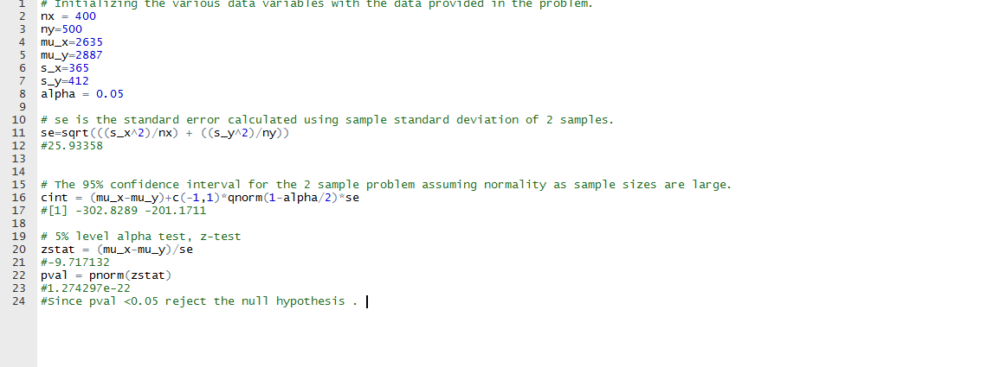 1 # Initializing the various data variables with the data provided in the problem.
2 nx = 400
3 ny=500
4 mu_x=2635
5 mu_y=2887
6 s_x=365
7 s_y=412
8 alpha = 0.05
9
10 # se is the standard error calculated using sample standard deviation of 2 samples.
11 se=sqrt(((s_x^2)/nx) + ((s_y^2)/ny))
12 #25.93358
13
14
15 # The 95% confidence interval for the 2 sample problem assuming normality as sample sizes are large.
16 cint = (mu_x-mu_y)+c(-1,1)*qnorm(1-alpha/2)*se
17 #[1] -302.8289 -201.1711
18
19 # 5% level alpha test, z-test
20 zstat = (mu_x-mu_y)/se
21 #-9.717132
22 pval = pnorm(zstat)
23 #1.274297e-22
24 #Since pval <0.05 reject the null hypothesis .